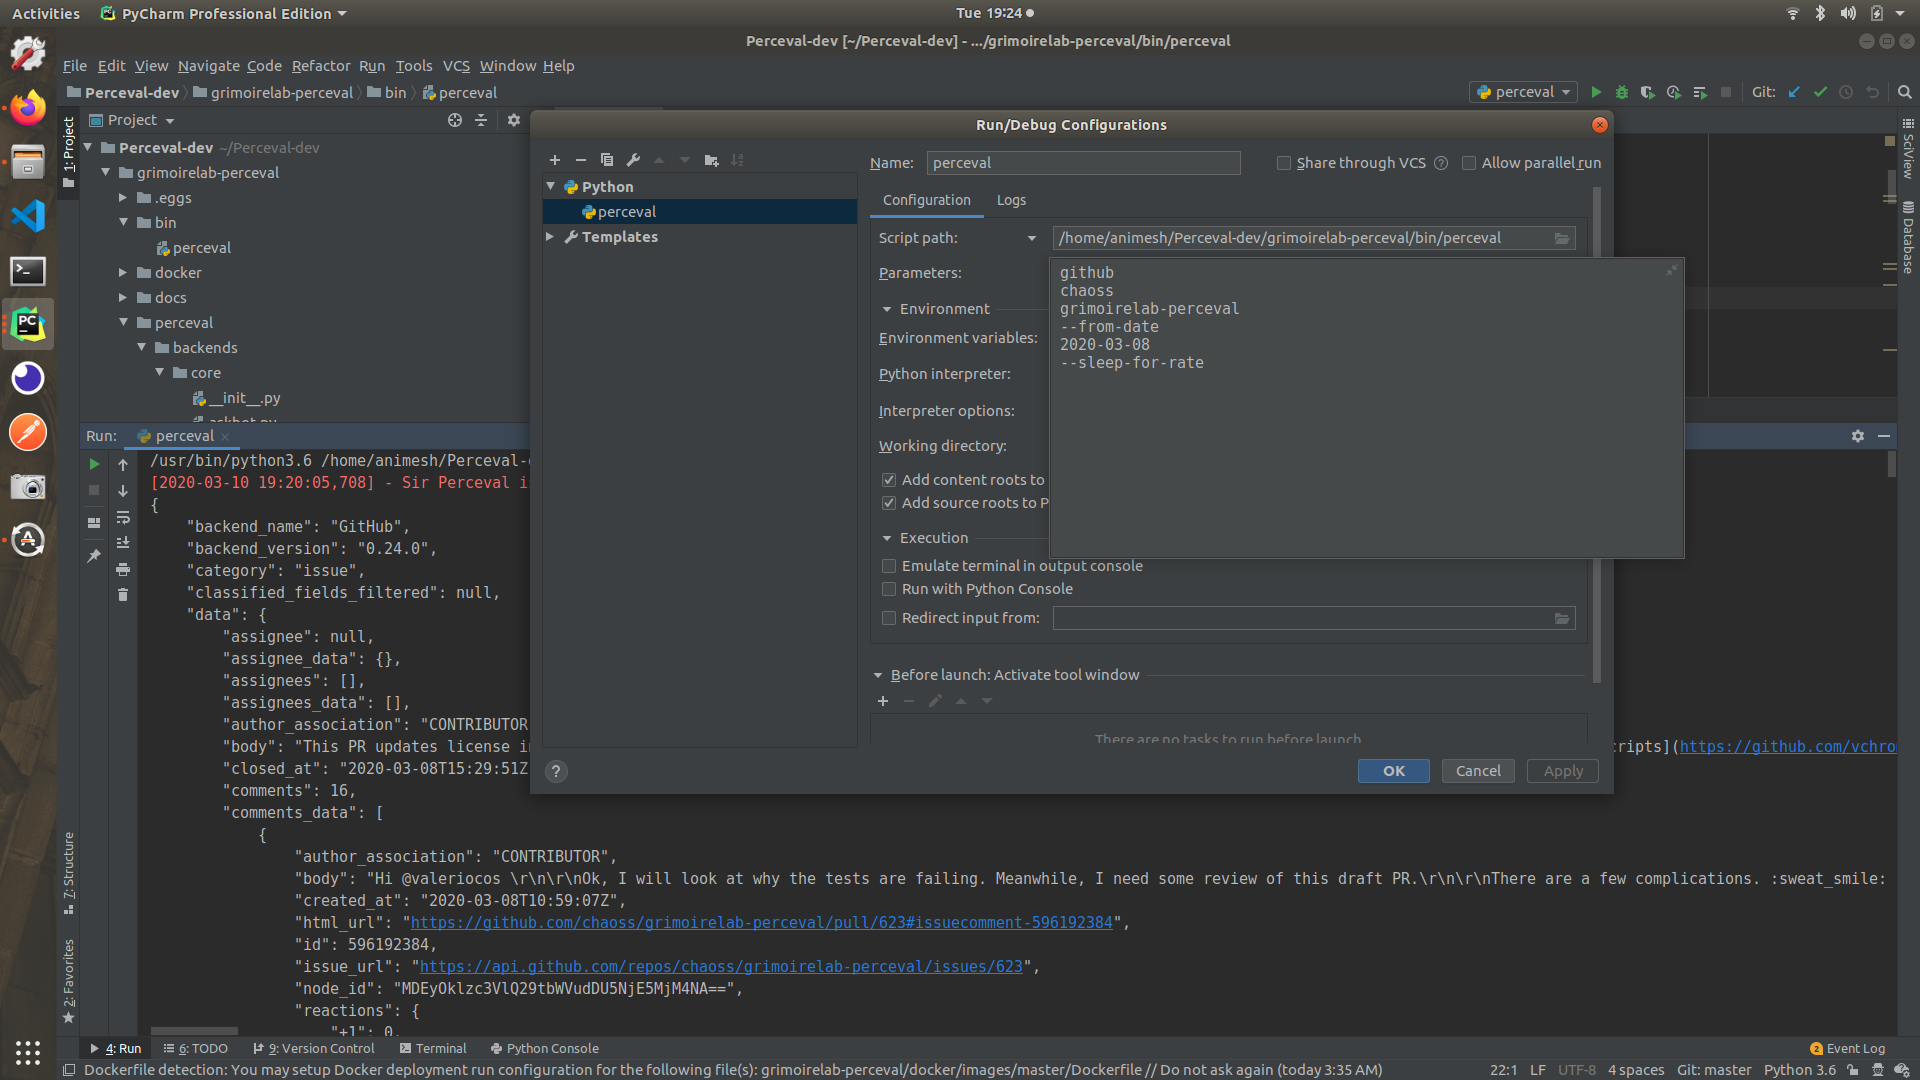 Activities PyCharm Professional Edition Tue 19:24
Perceval-dev [~/Perceval-dev] - .../grimoirelab-perceval/bin/perceval
File Edit View Navigate Code Refactor Run Tools VCS Window Help
Perceval-dev grimoirelab-perceval bin perceval perceval Git:
1: Project
Project
Perceval-dev ~/Perceval-dev
grimoirelab-perceval
.eggs
bin
perceval
docker
docs
perceval
backends
core
__init__.py
Run/Debug Configurations
Python
perceval
Templates
Name: perceval Share through VCS Allow parallel run
Configuration Logs
Script path: /home/animesh/Perceval-dev/grimoirelab-perceval/bin/perceval
Parameters:
github
chaoss
grimoirelab-perceval
--from-date
2020-03-08
--sleep-for-rate
Environment
Environment variables:
Python interpreter:
Interpreter options:
Working directory:
Add content roots to
Add source roots to P
Execution
Emulate terminal in output console
Run with Python Console
Redirect input from:
Before launch: Activate tool window
There are no tasks to run before launch
? OK Cancel Apply
SciView
Database
Run: perceval
/usr/bin/python3.6 /home/animesh/Perceval-
[2020-03-10 19:20:05,708] - Sir Perceval i
{
"backend_name": "GitHub",
"backend_version": "0.24.0",
"category": "issue",
"classified_fields_filtered": null,
"data": {
"assignee": null,
"assignee_data": {},
"assignees": [],
"assignees_data": [],
"author_association": "CONTRIBUTOR
"body": "This PR updates license i ripts](https://github.com/vchro
"closed_at": "2020-03-08T15:29:51Z
"comments": 16,
"comments_data": [
{
"author_association": "CONTRIBUTOR",
"body": "Hi @valeriocos \r\n\r\nOk, I will look at why the tests are failing. Meanwhile, I need some review of this draft PR.\r\n\r\nThere are a few complications. :sweat_smile:
"created_at": "2020-03-08T10:59:07Z",
"html_url": "https://github.com/chaoss/grimoirelab-perceval/pull/623#issuecomment-596192384",
"id": 596192384,
"issue_url": "https://api.github.com/repos/chaoss/grimoirelab-perceval/issues/623",
"node_id": "MDEyOklzc3VlQ29tbWVudDU5NjE5MjM4NA==",
"reactions": {
"+1": 0,
7: Structure
2: Favorites
4: Run 6: TODO 9: Version Control Terminal Python Console 2 Event Log
Dockerfile detection: You may setup Docker deployment run configuration for the following file(s): grimoirelab-perceval/docker/images/master/Dockerfile // Do not ask again (today 3:35 AM) 22:1 LF UTF-8 4 spaces Git: master Python 3.6